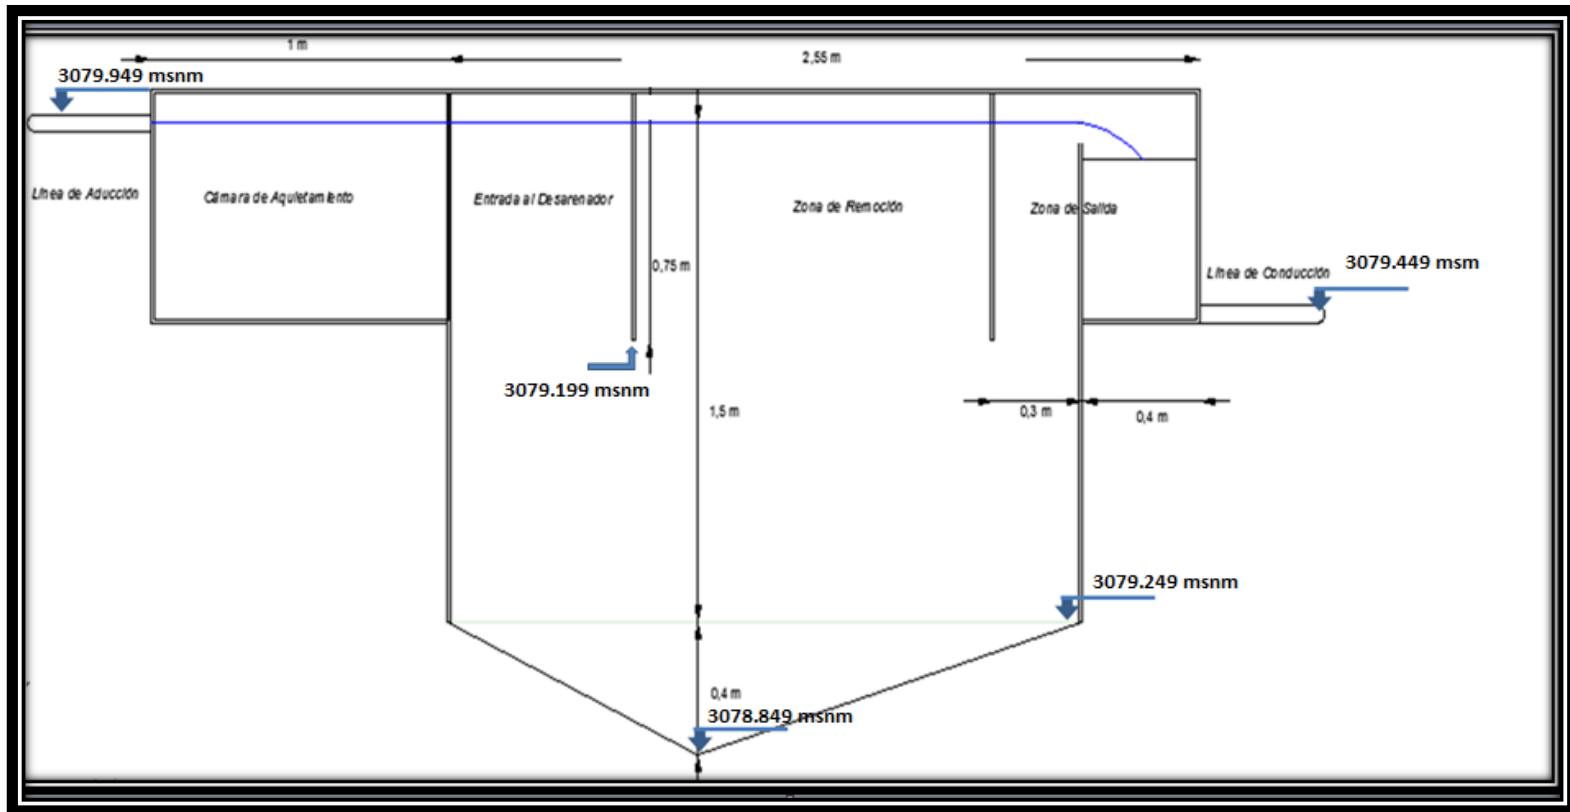 1 m
2,55 m
3079.949 msnm
Línea de Aducción
Cámara de Aquietamiento
Entrada al Desarenador
Zona de Remoción
Zona de Salida
0,75 m
Línea de Conducción
3079.449 msm
3079.199 msnm
1,5 m
0,3 m
0,4 m
3079.249 msnm
0,4 m
3078.849 msnm